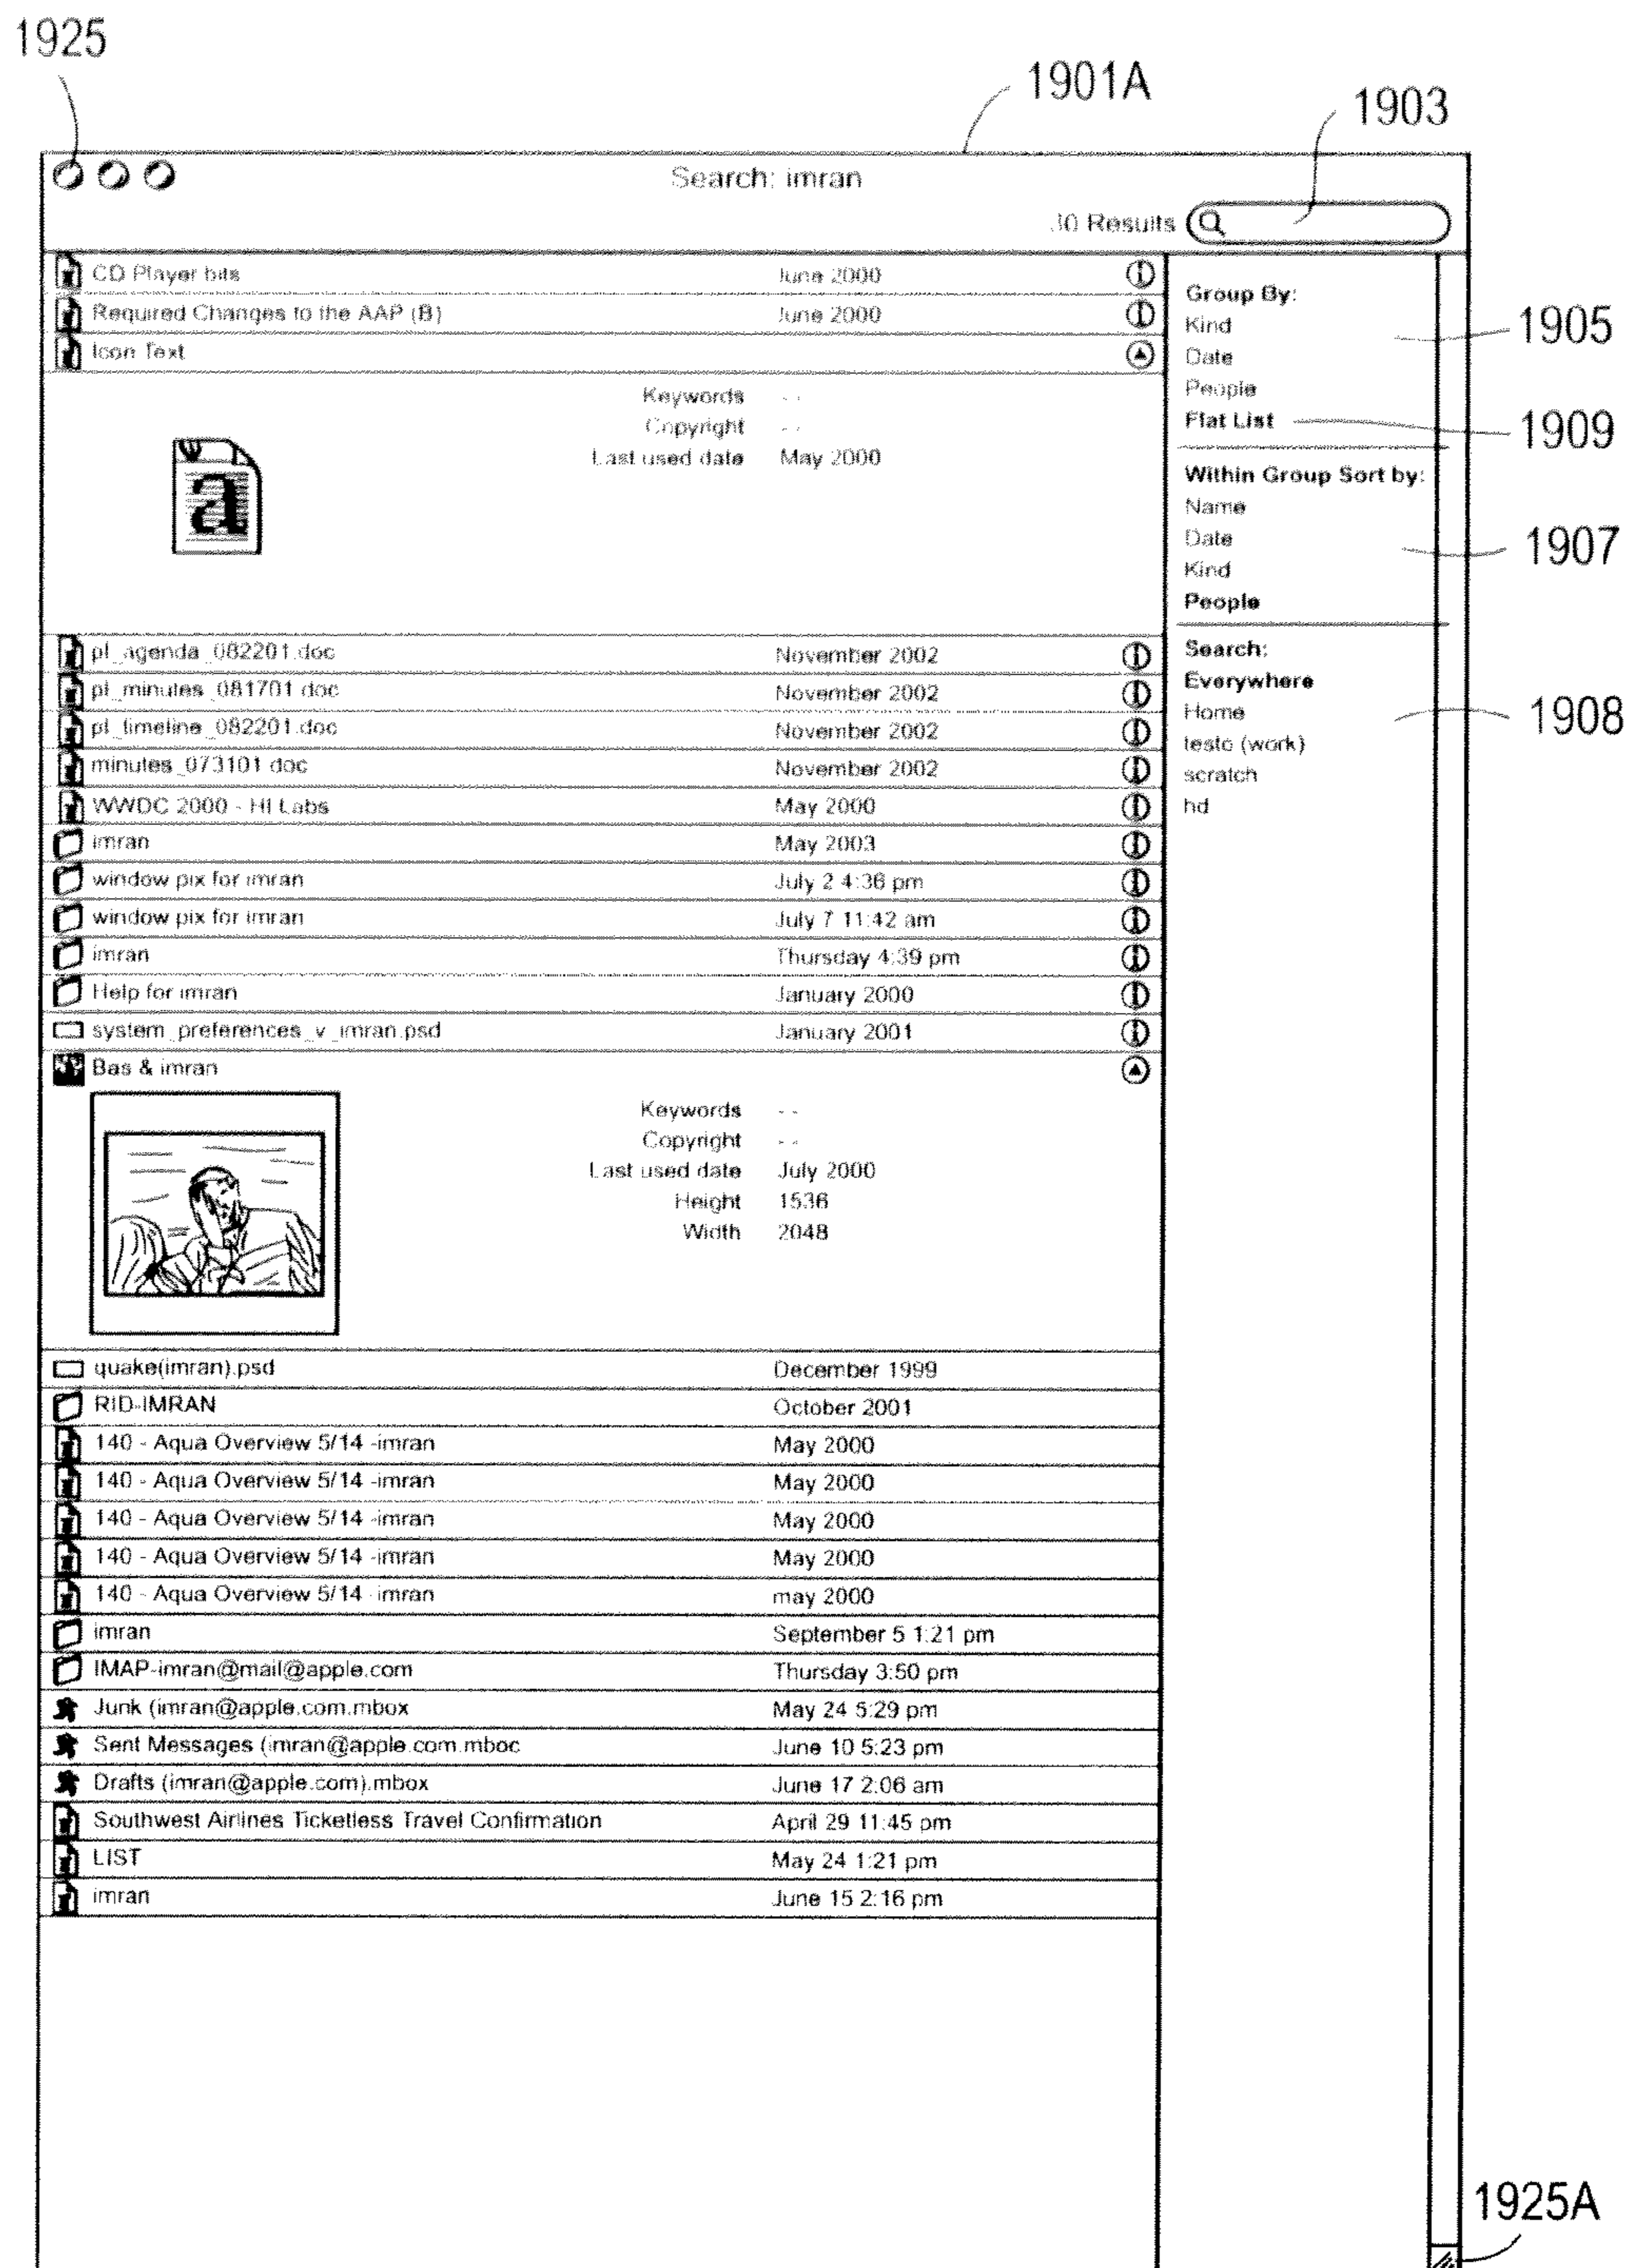 1925
1901A
1903
Search: imran
30 Results
CD Player bits June 2000
Required Changes to the AAP (B) June 2000
Icon Text
Keywords - -
Copyright - -
Last used date May 2000
a
pl_agenda_082201.doc November 2002
pl_minutes_081701.doc November 2002
pl_timeline_082201.doc November 2002
minutes_073101 doc November 2002
WWDC 2000 - HI Labs May 2000
imran May 2003
window pix for imran July 2 4:36 pm
window pix for imran July 7 11:42 am
imran Thursday 4:39 pm
Help for imran January 2000
system_preferences_v_imran.psd January 2001
Bas & imran
Keywords - -
Copyright - -
Last used date July 2000
Height 1536
Width 2048
quake(imran).psd December 1999
RID-IMRAN October 2001
140 - Aqua Overview 5/14 -imran May 2000
140 - Aqua Overview 5/14 -imran May 2000
140 - Aqua Overview 5/14 -imran May 2000
140 - Aqua Overview 5/14 -imran May 2000
140 - Aqua Overview 5/14 -imran may 2000
imran September 5 1:21 pm
IMAP-imran@mail@apple.com Thursday 3:50 pm
Junk (imran@apple.com.mbox May 24 5:29 pm
Sent Messages (imran@apple.com.mboc June 10 5:23 pm
Drafts (imran@apple.com).mbox June 17 2:06 am
Southwest Airlines Ticketless Travel Confirmation April 29 11:45 pm
LIST May 24 1:21 pm
imran June 15 2:16 pm
Group By:
Kind
Date
People
Flat List
Within Group Sort by:
Name
Date
Kind
People
Search:
Everywhere
Home
testo (work)
scratch
hd
1905
1909
1907
1908
1925A